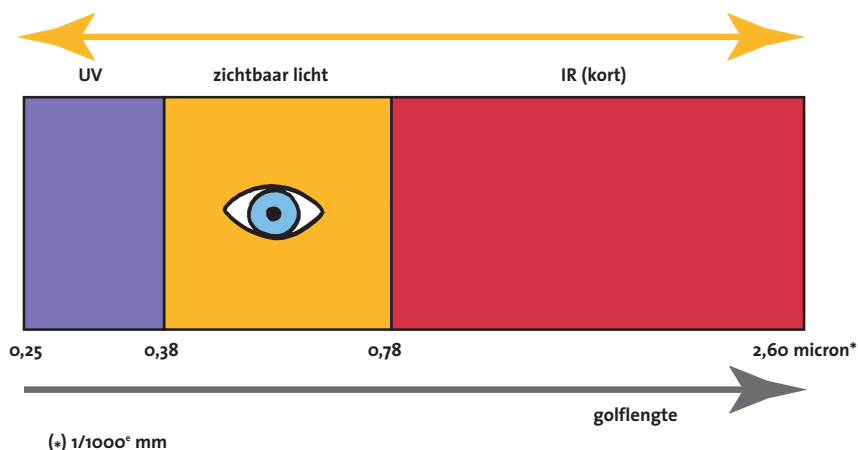 UV zichtbaar licht IR (kort)
0,25 0,38 0,78 2,60 micron*
golflengte
(*) 1/1000e mm